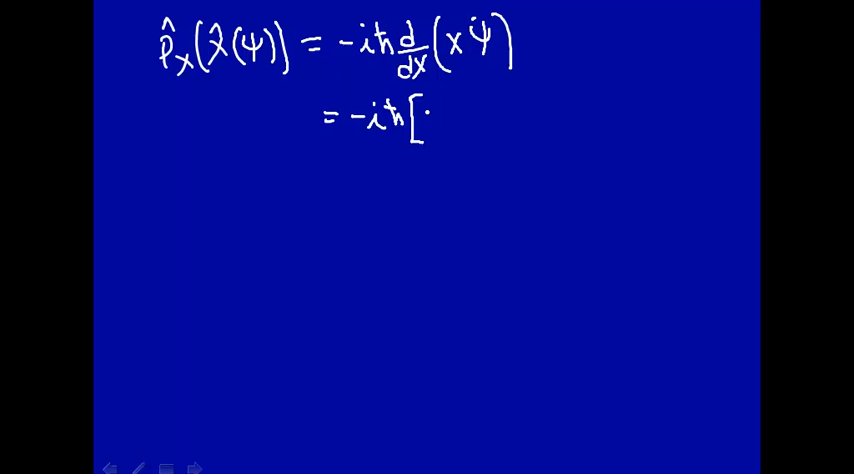 p̂ₓ(x̂(ψ)) = -iħ d/dx (xψ)
= -iħ[